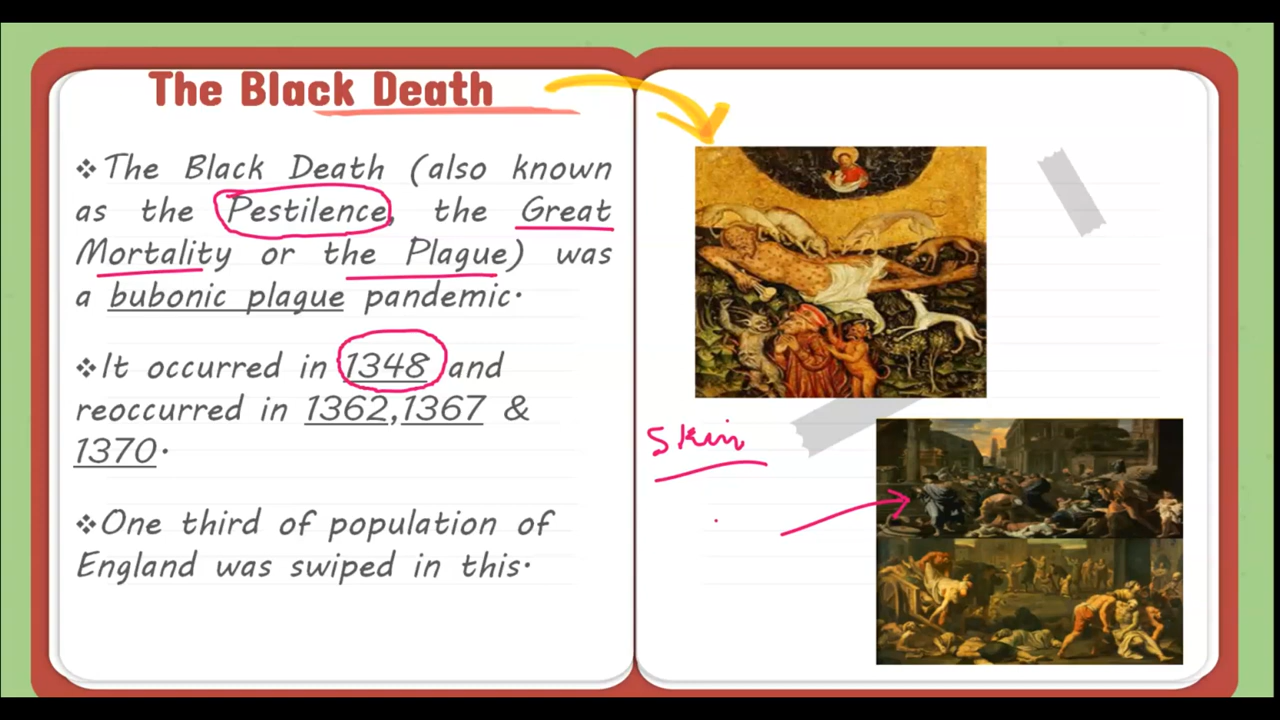 The Black Death
❖The Black Death (also known
as the Pestilence, the Great
Mortality or the Plague) was
a bubonic plague pandemic.
❖It occurred in 1348 and
reoccurred in 1362,1367 &
1370.
❖One third of population of
England was swiped in this.
Skin